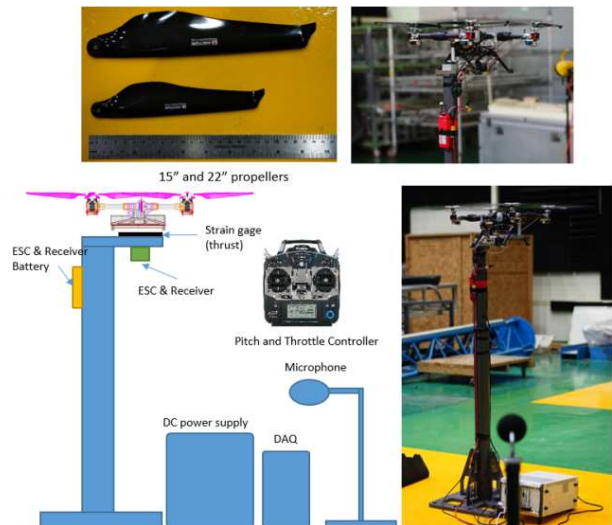 15” and 22” propellers
Strain gage
(thrust)
ESC & Receiver
Battery
ESC & Receiver
Pitch and Throttle Controller
Microphone
DC power supply
DAQ